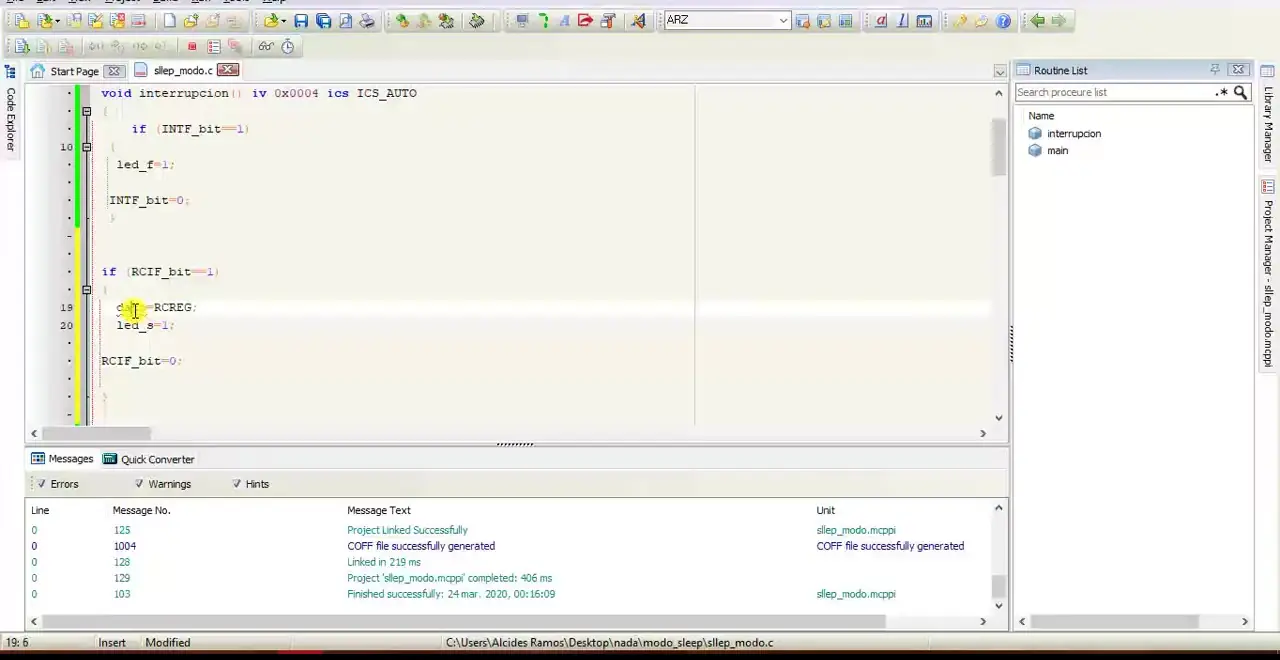 ARZ
Start Page
sllep_modo.c
Code Explorer
void interrupcion() iv 0x0004 ics ICS_AUTO
{
if (INTF_bit==1)
10 {
led_f=1;
INTF_bit=0;
}
if (RCIF_bit==1)
{
19 =RCREG;
20 led_s=1;
RCIF_bit=0;
}
Routine List
Search proceure list
Name
interrupcion
main
Library Manager
Project Manager - sllep_modo.mcppi
Messages Quick Converter
Errors Warnings Hints
Line Message No. Message Text Unit
0 125 Project Linked Successfully sllep_modo.mcppi
0 1004 COFF file successfully generated COFF file successfully generated
0 128 Linked in 219 ms
0 129 Project 'sllep_modo.mcppi' completed: 406 ms
0 103 Finished successfully: 24 mar. 2020, 00:16:09 sllep_modo.mcppi
19: 6 Insert Modified C:\Users\Alcides Ramos\Desktop\nada\modo_sleep\sllep_modo.c